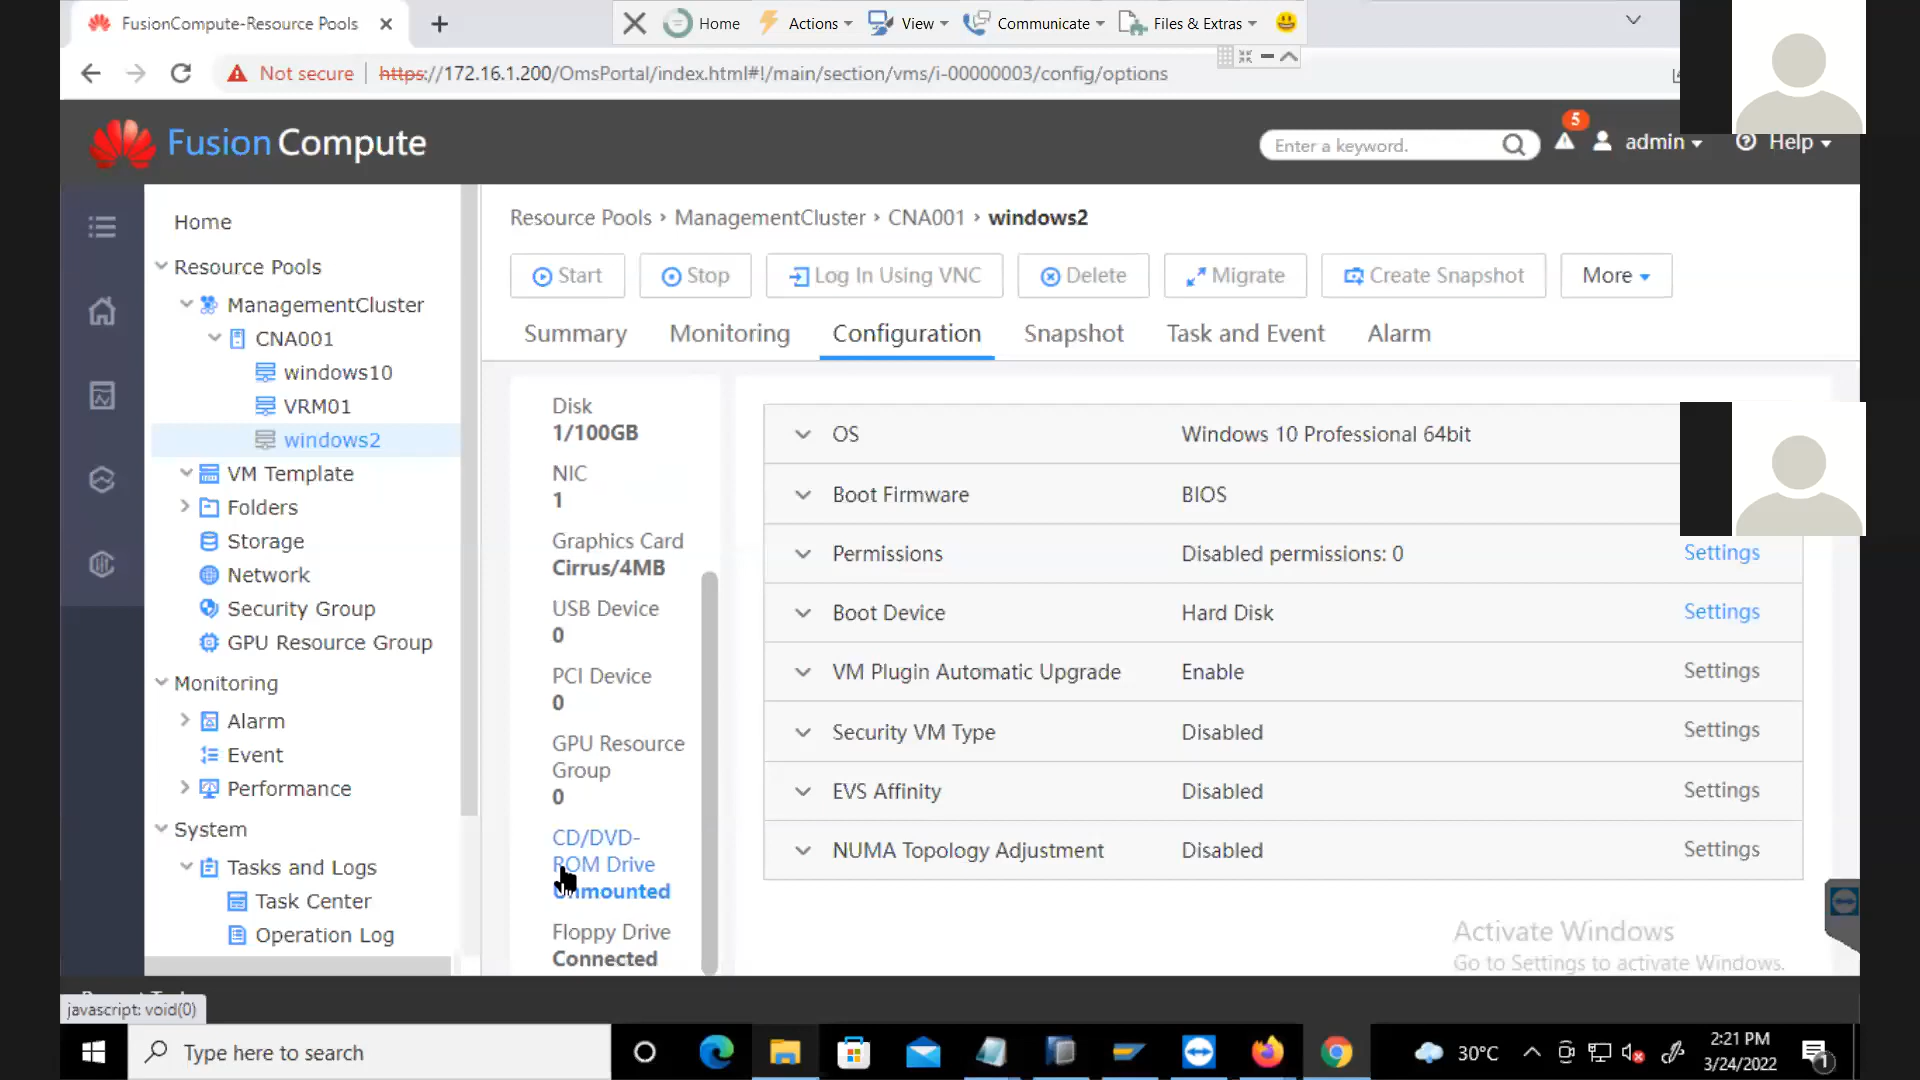 FusionCompute-Resource Pools
Home
Actions
View
Communicate
Files & Extras
Not secure
https://172.16.1.200/OmsPortal/index.html#!/main/section/vms/i-00000003/config/options
FusionCompute
Enter a keyword.
5
admin
Help
Home
Resource Pools
ManagementCluster
CNA001
windows10
VRM01
windows2
VM Template
Folders
Storage
Network
Security Group
GPU Resource Group
Monitoring
Alarm
Event
Performance
System
Tasks and Logs
Task Center
Operation Log
Resource Pools › ManagementCluster › CNA001 › windows2
Start
Stop
Log In Using VNC
Delete
Migrate
Create Snapshot
More
Summary
Monitoring
Configuration
Snapshot
Task and Event
Alarm
Disk
1/100GB
NIC
1
Graphics Card
Cirrus/4MB
USB Device
0
PCI Device
0
GPU Resource
Group
0
CD/DVD-
ROM Drive
Unmounted
Floppy Drive
Connected
OS Windows 10 Professional 64bit
Boot Firmware BIOS
Permissions Disabled permissions: 0 Settings
Boot Device Hard Disk Settings
VM Plugin Automatic Upgrade Enable Settings
Security VM Type Disabled Settings
EVS Affinity Disabled Settings
NUMA Topology Adjustment Disabled Settings
Activate Windows
Go to Settings to activate Windows.
javascript: void(0)
Type here to search
30°C
2:21 PM
3/24/2022
1